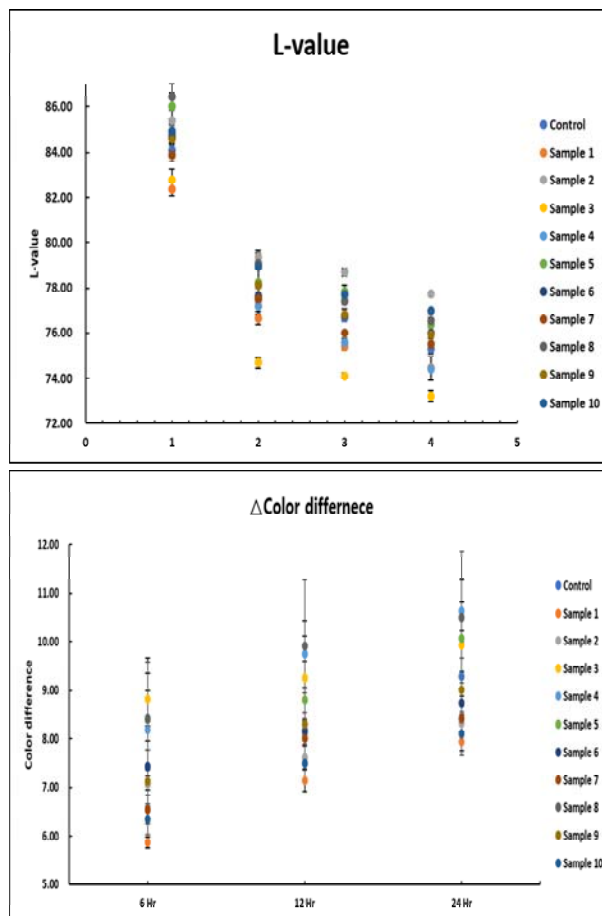 L-value
86.00
84.00
82.00
80.00
78.00
76.00
74.00
72.00
L-value
0
1
2
3
4
5
Control
Sample 1
Sample 2
Sample 3
Sample 4
Sample 5
Sample 6
Sample 7
Sample 8
Sample 9
Sample 10
△Color differnece
12.00
11.00
10.00
9.00
8.00
7.00
6.00
5.00
Color difference
6 Hr
12 Hr
24 Hr
Control
Sample 1
Sample 2
Sample 3
Sample 4
Sample 5
Sample 6
Sample 7
Sample 8
Sample 9
Sample 10